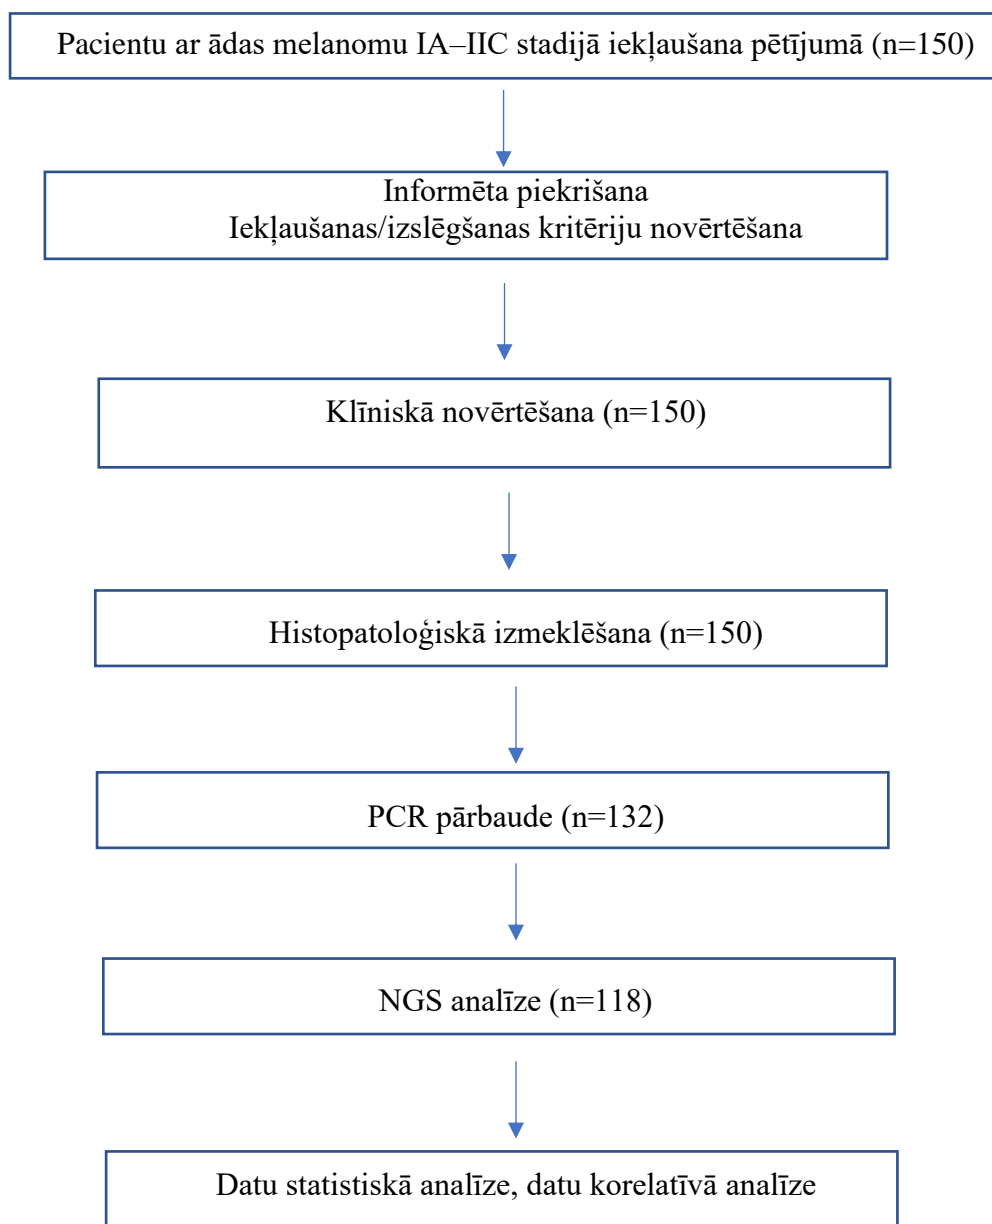 Pacientu ar ādas melanomu IA–IIC stadijā iekļaušana pētījumā (n=150)
Informēta piekrišana
Iekļaušanas/izslēgšanas kritēriju novērtēšana
Klīniskā novērtēšana (n=150)
Histopatoloģiskā izmeklēšana (n=150)
PCR pārbaude (n=132)
NGS analīze (n=118)
Datu statistiskā analīze, datu korelatīvā analīze